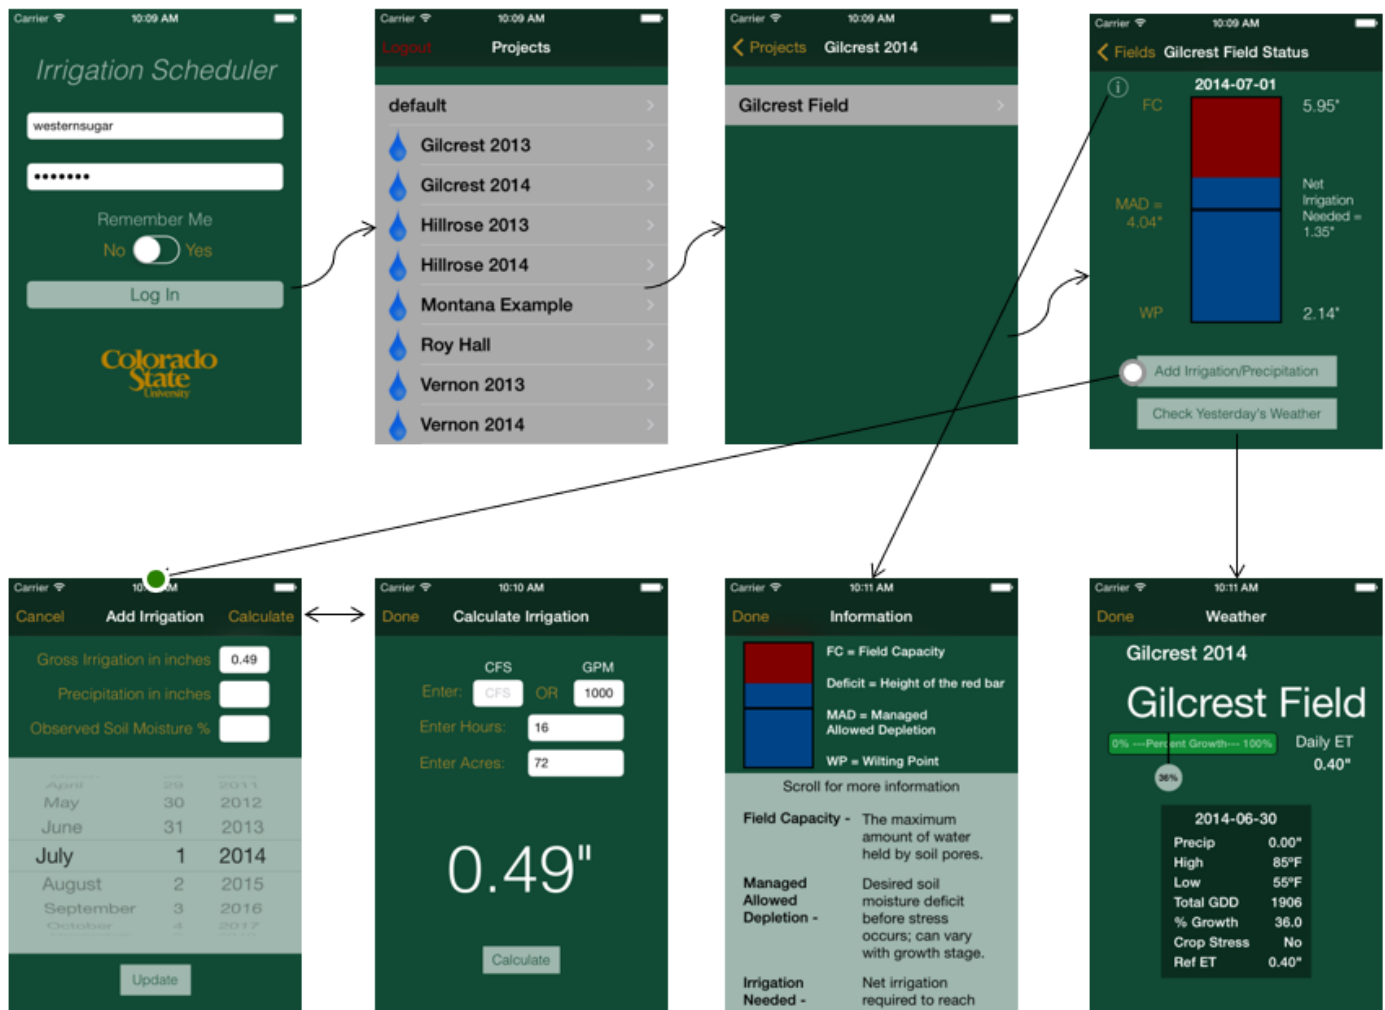 Carrier 10:09 AM
Irrigation Scheduler
westernsugar
•••••••
Remember Me
No Yes
Log In
Colorado
State
University
Carrier 10:09 AM
Logout Projects
default
Gilcrest 2013
Gilcrest 2014
Hillrose 2013
Hillrose 2014
Montana Example
Roy Hall
Vernon 2013
Vernon 2014
Carrier 10:09 AM
Projects Gilcrest 2014
Gilcrest Field
Carrier 10:09 AM
Fields Gilcrest Field Status
2014-07-01
FC 5.95"
MAD =
4.04"
Net
Irrigation
Needed =
1.35"
WP 2.14"
Add Irrigation/Precipitation
Check Yesterday's Weather
Carrier
Cancel Add Irrigation Calculate
Gross Irrigation in inches 0.49
Precipitation in inches
Observed Soil Moisture %
April 29 2011
May 30 2012
June 31 2013
July 1 2014
August 2 2015
September 3 2016
October 4 2017
Update
Carrier 10:10 AM
Done Calculate Irrigation
CFS GPM
Enter: CFS OR 1000
Enter Hours: 16
Enter Acres: 72
0.49"
Calculate
Carrier 10:11 AM
Done Information
FC = Field Capacity
Deficit = Height of the red bar
MAD = Managed
Allowed Depletion
WP = Wilting Point
Scroll for more information
Field Capacity - The maximum
amount of water
held by soil pores.
Managed Desired soil
Allowed moisture deficit
Depletion - before stress
occurs; can vary
with growth stage.
Irrigation Net irrigation
Needed - required to reach
Carrier 10:11 AM
Done Weather
Gilcrest 2014
Gilcrest Field
0% ---Percent Growth--- 100%
36%
Daily ET
0.40"
2014-06-30
Precip 0.00"
High 85°F
Low 55°F
Total GDD 1906
% Growth 36.0
Crop Stress No
Ref ET 0.40"